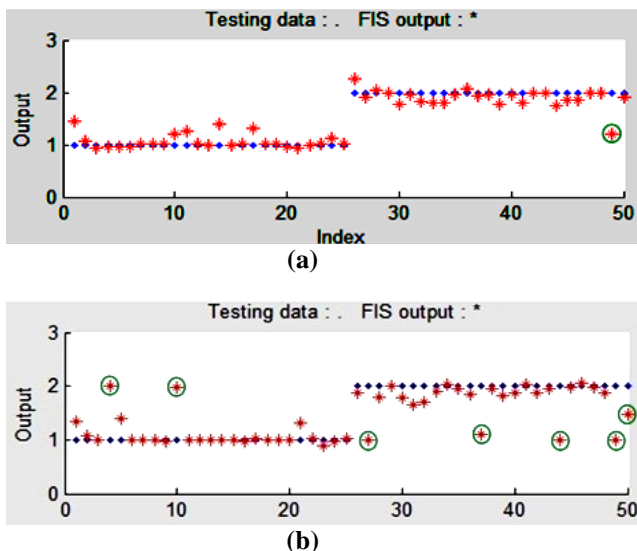 Testing data : .   FIS output : *
3
2
Output
1
0
0 10 20 30 40 50
Index
(a)
Testing data : .   FIS output : *
3
2
Output
1
0
0 10 20 30 40 50
(b)